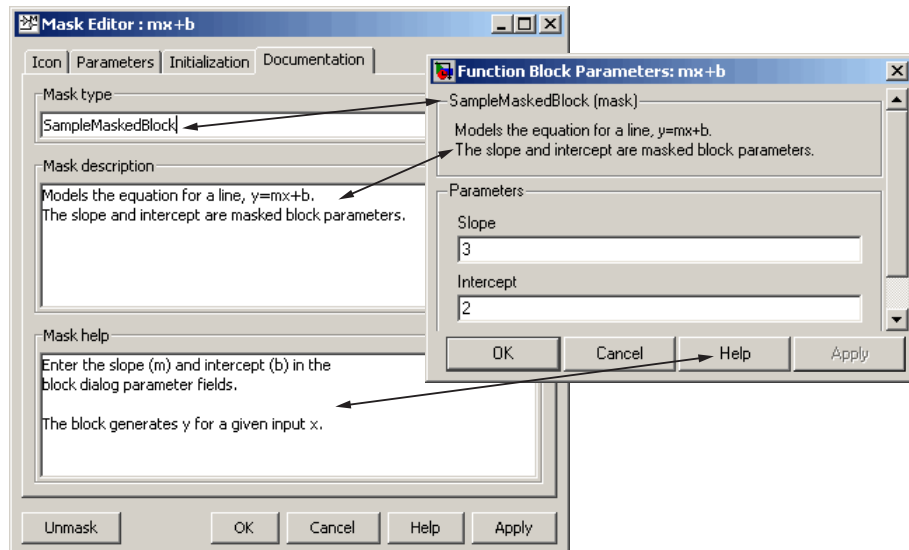 Mask Editor : mx+b
Icon Parameters Initialization Documentation
Mask type
SampleMaskedBlock
Mask description
Models the equation for a line, y=mx+b.
The slope and intercept are masked block parameters.
Mask help
Enter the slope (m) and intercept (b) in the
block dialog parameter fields.
The block generates y for a given input x.
Unmask OK Cancel Help Apply
Function Block Parameters: mx+b
SampleMaskedBlock (mask)
Models the equation for a line, y=mx+b.
The slope and intercept are masked block parameters.
Parameters
Slope
3
Intercept
2
OK Cancel Help Apply